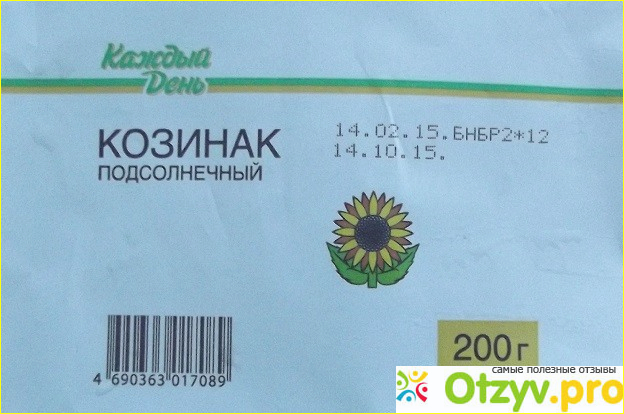 Каждый
День
КОЗИНАК
ПОДСОЛНЕЧНЫЙ
14.02.15.БНБР2*12
14.10.15.
4 690363 017089
200 г
самые полезные отзывы
Otzyv.pro